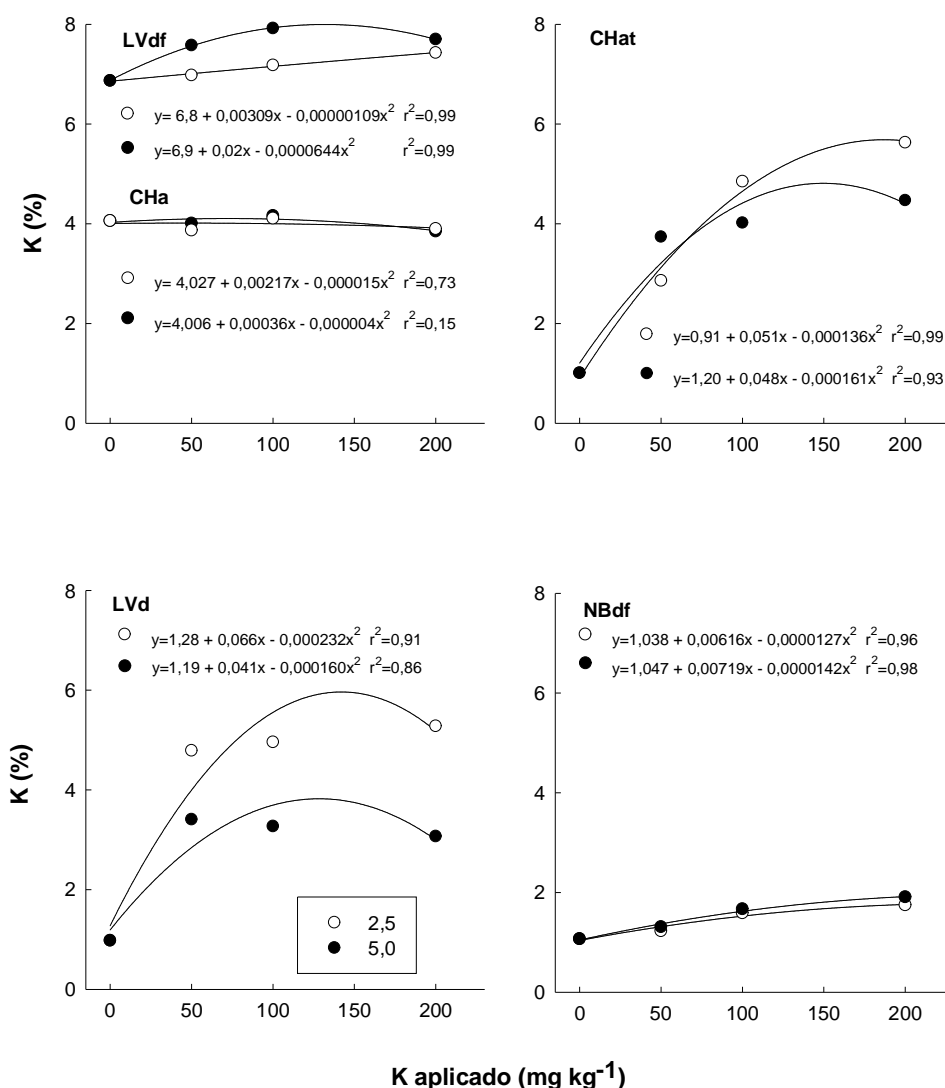 8
LVdf
y= 6,8 + 0,00309x - 0,00000109x² r²=0,99
y=6,9 + 0,02x - 0,0000644x² r²=0,99
6
CHa
4
y= 4,027 + 0,00217x - 0,000015x² r²=0,73
y=4,006 + 0,00036x - 0,000004x² r²=0,15
2
0
K (%)
0 50 100 150 200
8
CHat
6
4
2
y=0,91 + 0,051x - 0,000136x² r²=0,99
y=1,20 + 0,048x - 0,000161x² r²=0,93
0
0 50 100 150 200
8
LVd
y=1,28 + 0,066x - 0,000232x² r²=0,91
y=1,19 + 0,041x - 0,000160x² r²=0,86
6
4
2
0
K (%)
2,5
5,0
0 50 100 150 200
8
NBdf
y=1,038 + 0,00616x - 0,0000127x² r²=0,96
y=1,047 + 0,00719x - 0,0000142x² r²=0,98
6
4
2
0
0 50 100 150 200
K aplicado (mg kg⁻¹)